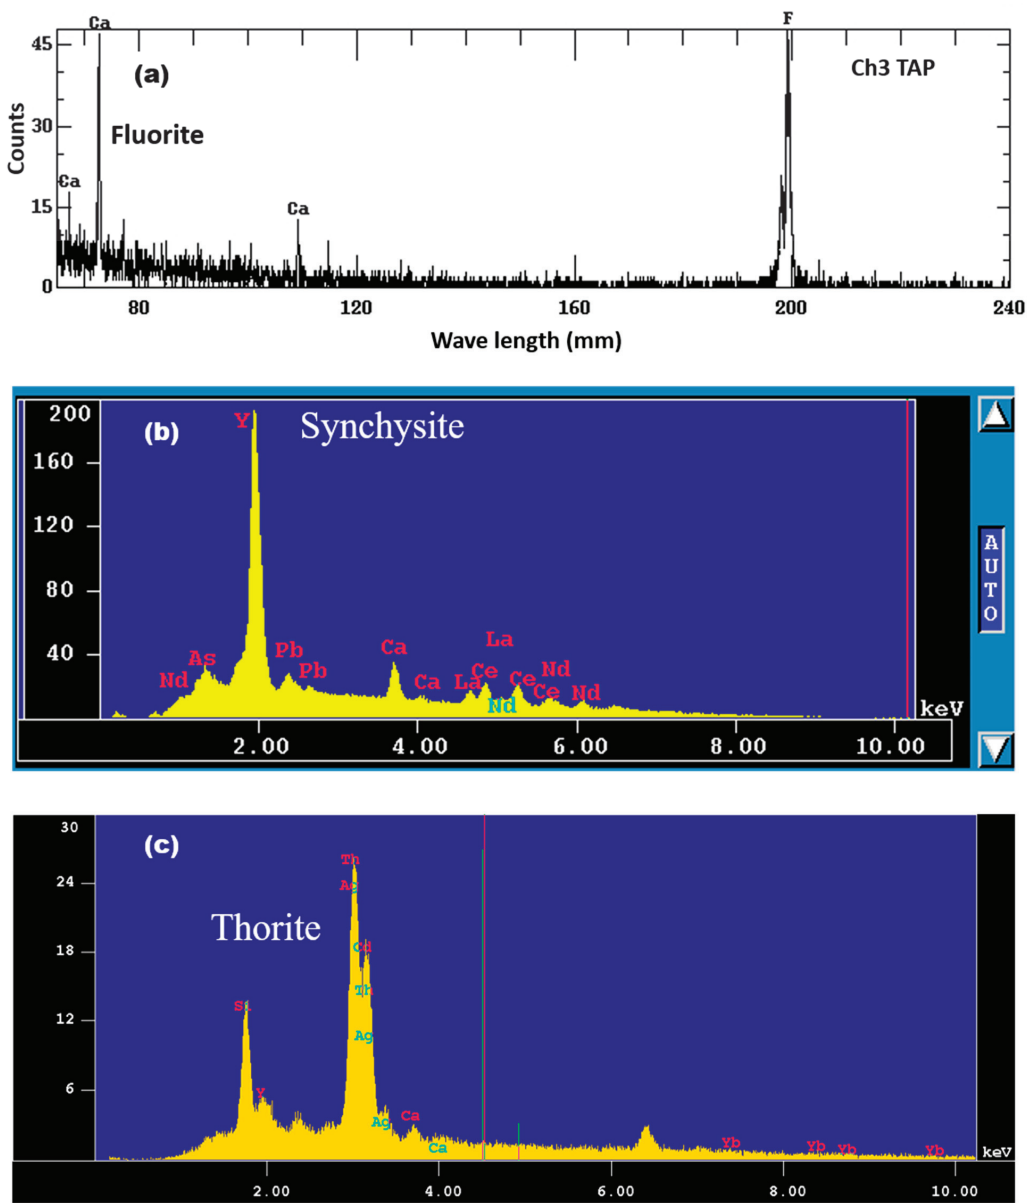 Ca
F
45
(a)
Ch3 TAP
Counts
30
Fluorite
Ca
15
Ca
0
80
120
160
200
240
Wave length (mm)
200
Y
Synchysite
(b)
160
120
AUTO
80
40
Nd
As
Pb
Pb
Ca
Ca
La
La
Ce
Nd
Ce
Ce
Nd
Nd
keV
2.00
4.00
6.00
8.00
10.00
30
(c)
Th
24
Ag
Thorite
18
Cd
Th
Si
12
Ag
6
Y
Ag
Ca
Ca
Yb
Yb
Yb
Yb
keV
2.00
4.00
6.00
8.00
10.00